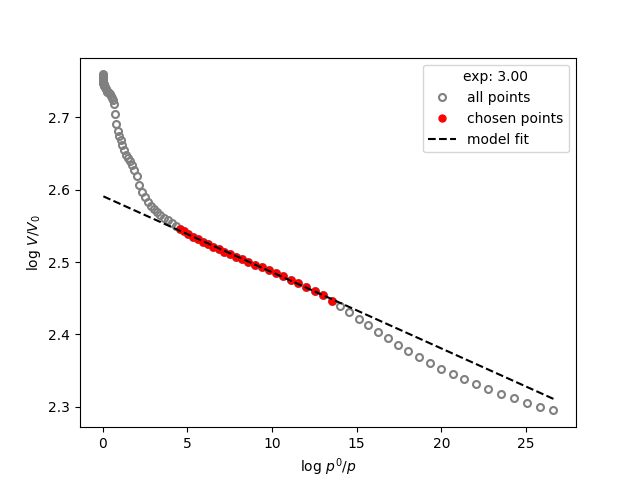 exp: 3.00
all points
chosen points
model fit
2.7
2.6
2.5
2.4
2.3
log V/V₀
0 5 10 15 20 25
log p⁰/p